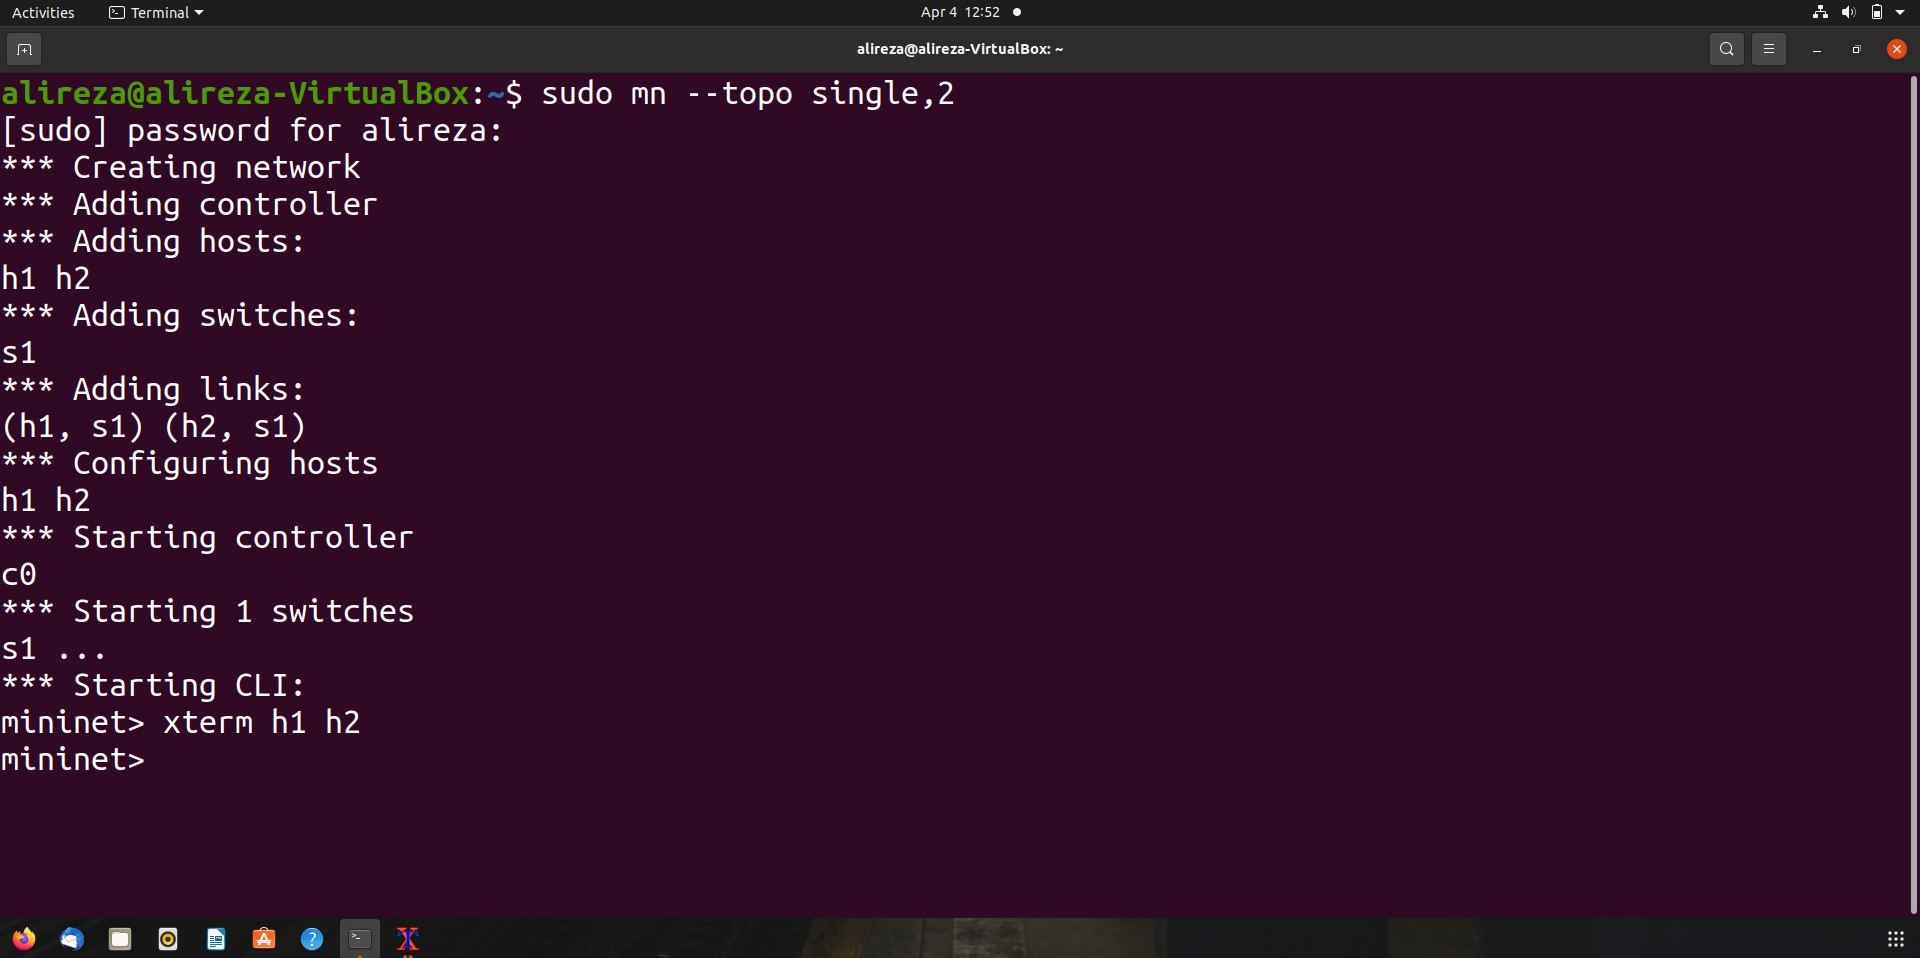 Activities
Terminal
Apr 4 12:52
alireza@alireza-VirtualBox: ~
alireza@alireza-VirtualBox:~$ sudo mn --topo single,2
[sudo] password for alireza:
*** Creating network
*** Adding controller
*** Adding hosts:
h1 h2
*** Adding switches:
s1
*** Adding links:
(h1, s1) (h2, s1)
*** Configuring hosts
h1 h2
*** Starting controller
c0
*** Starting 1 switches
s1 ...
*** Starting CLI:
mininet> xterm h1 h2
mininet>